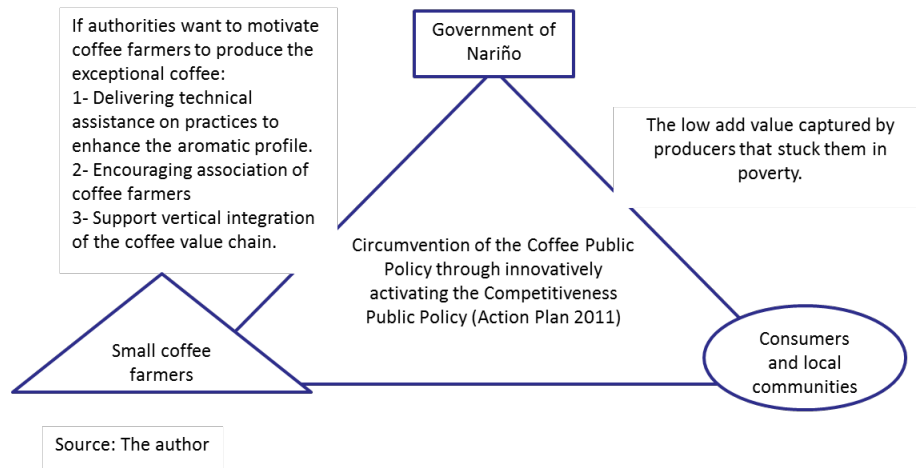 If authorities want to motivate
coffee farmers to produce the
exceptional coffee:
1- Delivering technical
assistance on practices to
enhance the aromatic profile.
2- Encouraging association of
coffee farmers
3- Support vertical integration
of the coffee value chain.
Government of
Nariño
The low add value captured by
producers that stuck them in
poverty.
Circumvention of the Coffee Public
Policy through innovatively
activating the Competitiveness
Public Policy (Action Plan 2011)
Small coffee
farmers
Consumers
and local
communities
Source: The author